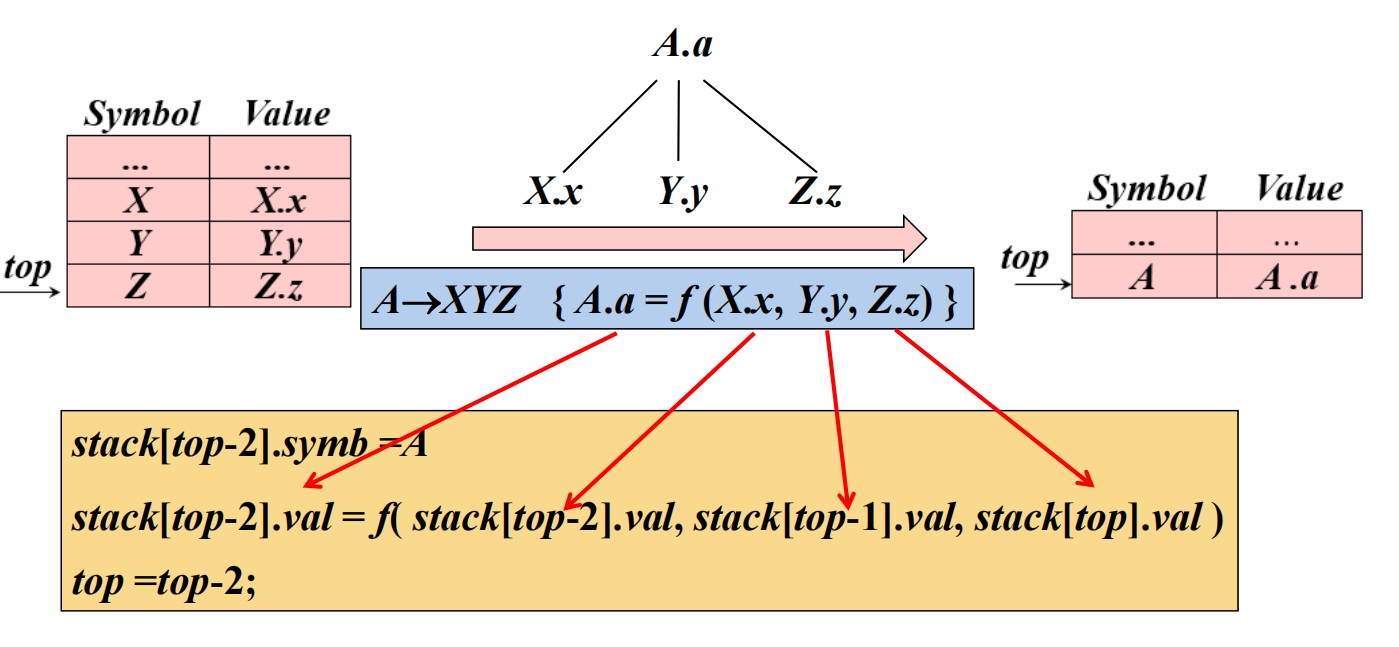 A.a
Symbol Value
... ...
X X.x
Y Y.y
top Z Z.z
X.x Y.y Z.z
A→XYZ { A.a = f (X.x, Y.y, Z.z) }
Symbol Value
... ...
top A A .a
stack[top-2].symb =A
stack[top-2].val = f( stack[top-2].val, stack[top-1].val, stack[top].val )
top =top-2;